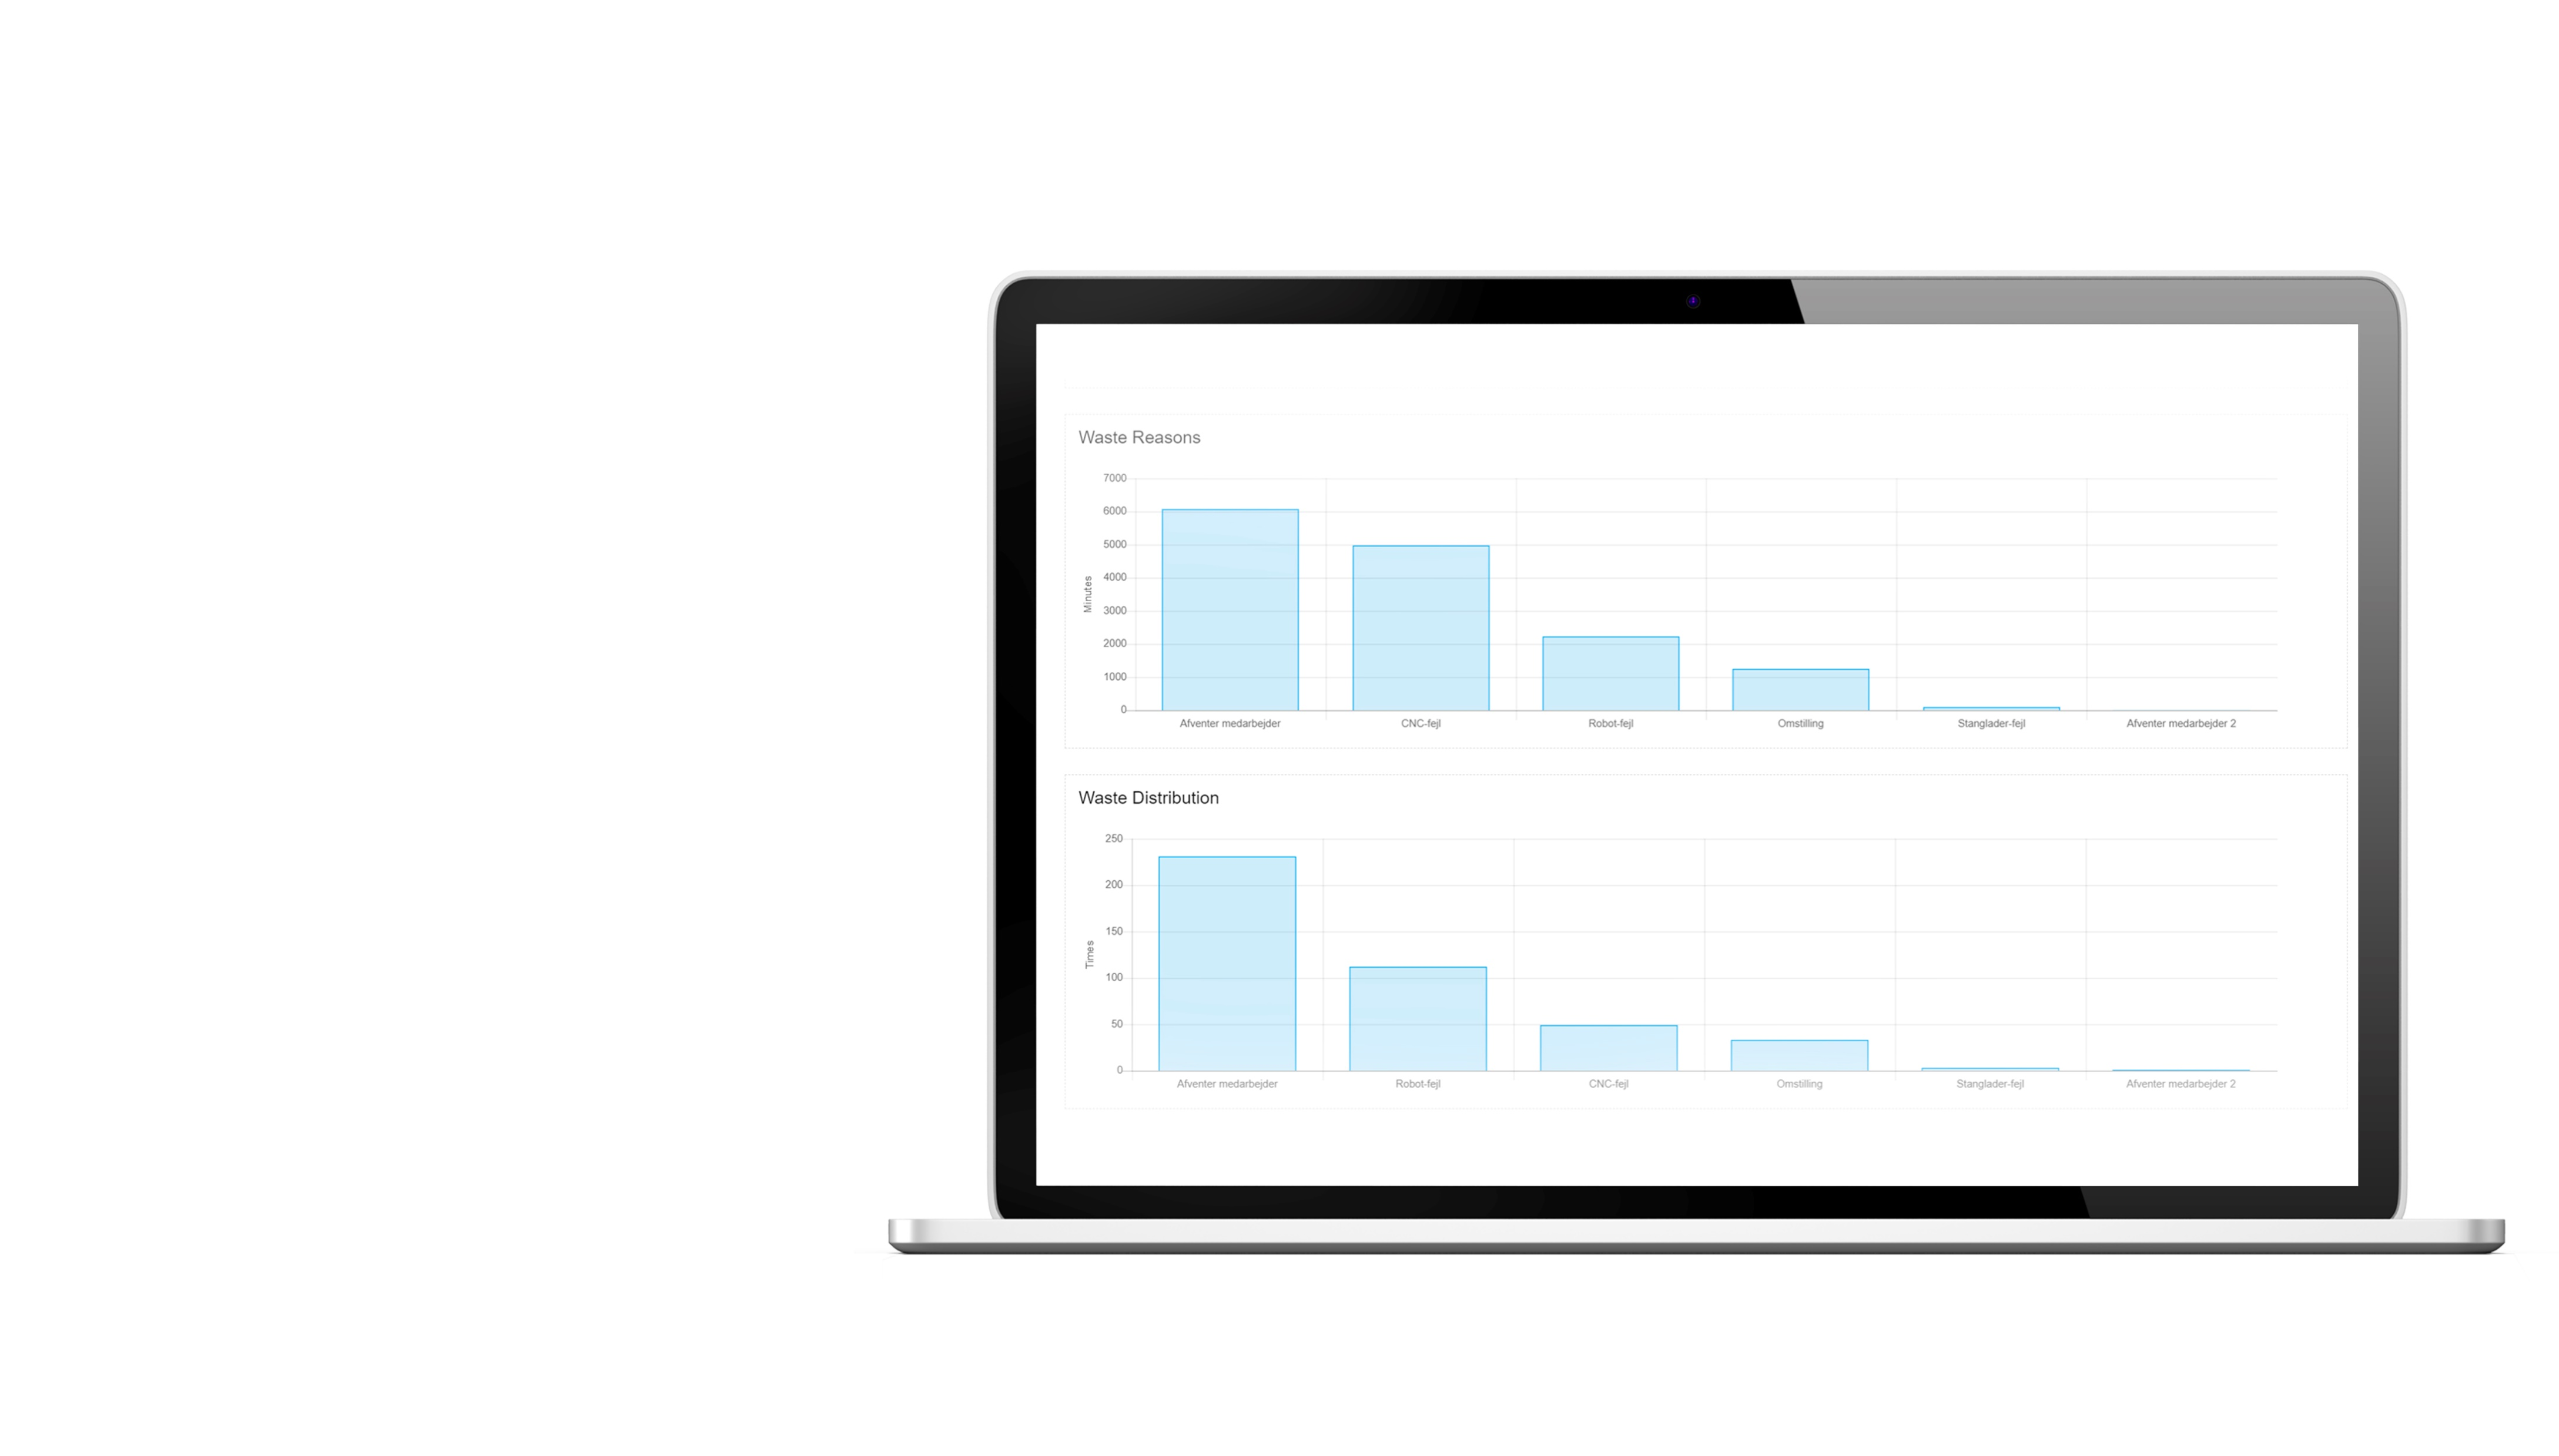 Waste Reasons
7000
6000
5000
4000
3000
2000
1000
0
Minutes
Afventer medarbejder CNC-fejl Robot-fejl Omstilling Stanglader-fejl Afventer medarbejder 2
Waste Distribution
250
200
150
100
50
0
Times
Afventer medarbejder Robot-fejl CNC-fejl Omstilling Stanglader-fejl Afventer medarbejder 2